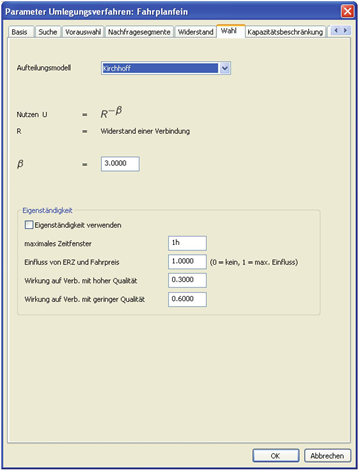 Parameter Umlegungsverfahren: Fahrplanfein
Basis Suche Vorauswahl Nachfragesegmente Widerstand Wahl Kapazitätsbeschränkung
Aufteilungsmodell Kirchhoff
Nutzen U = R^−β
R = Widerstand einer Verbindung
β = 3.0000
Eigenständigkeit
Eigenständigkeit verwenden
maximales Zeitfenster 1h
Einfluss von ERZ und Fahrpreis 1.0000 (0 = kein, 1 = max. Einfluss)
Wirkung auf Verb. mit hoher Qualität 0.3000
Wirkung auf Verb. mit geringer Qualität 0.6000
OK Abbrechen